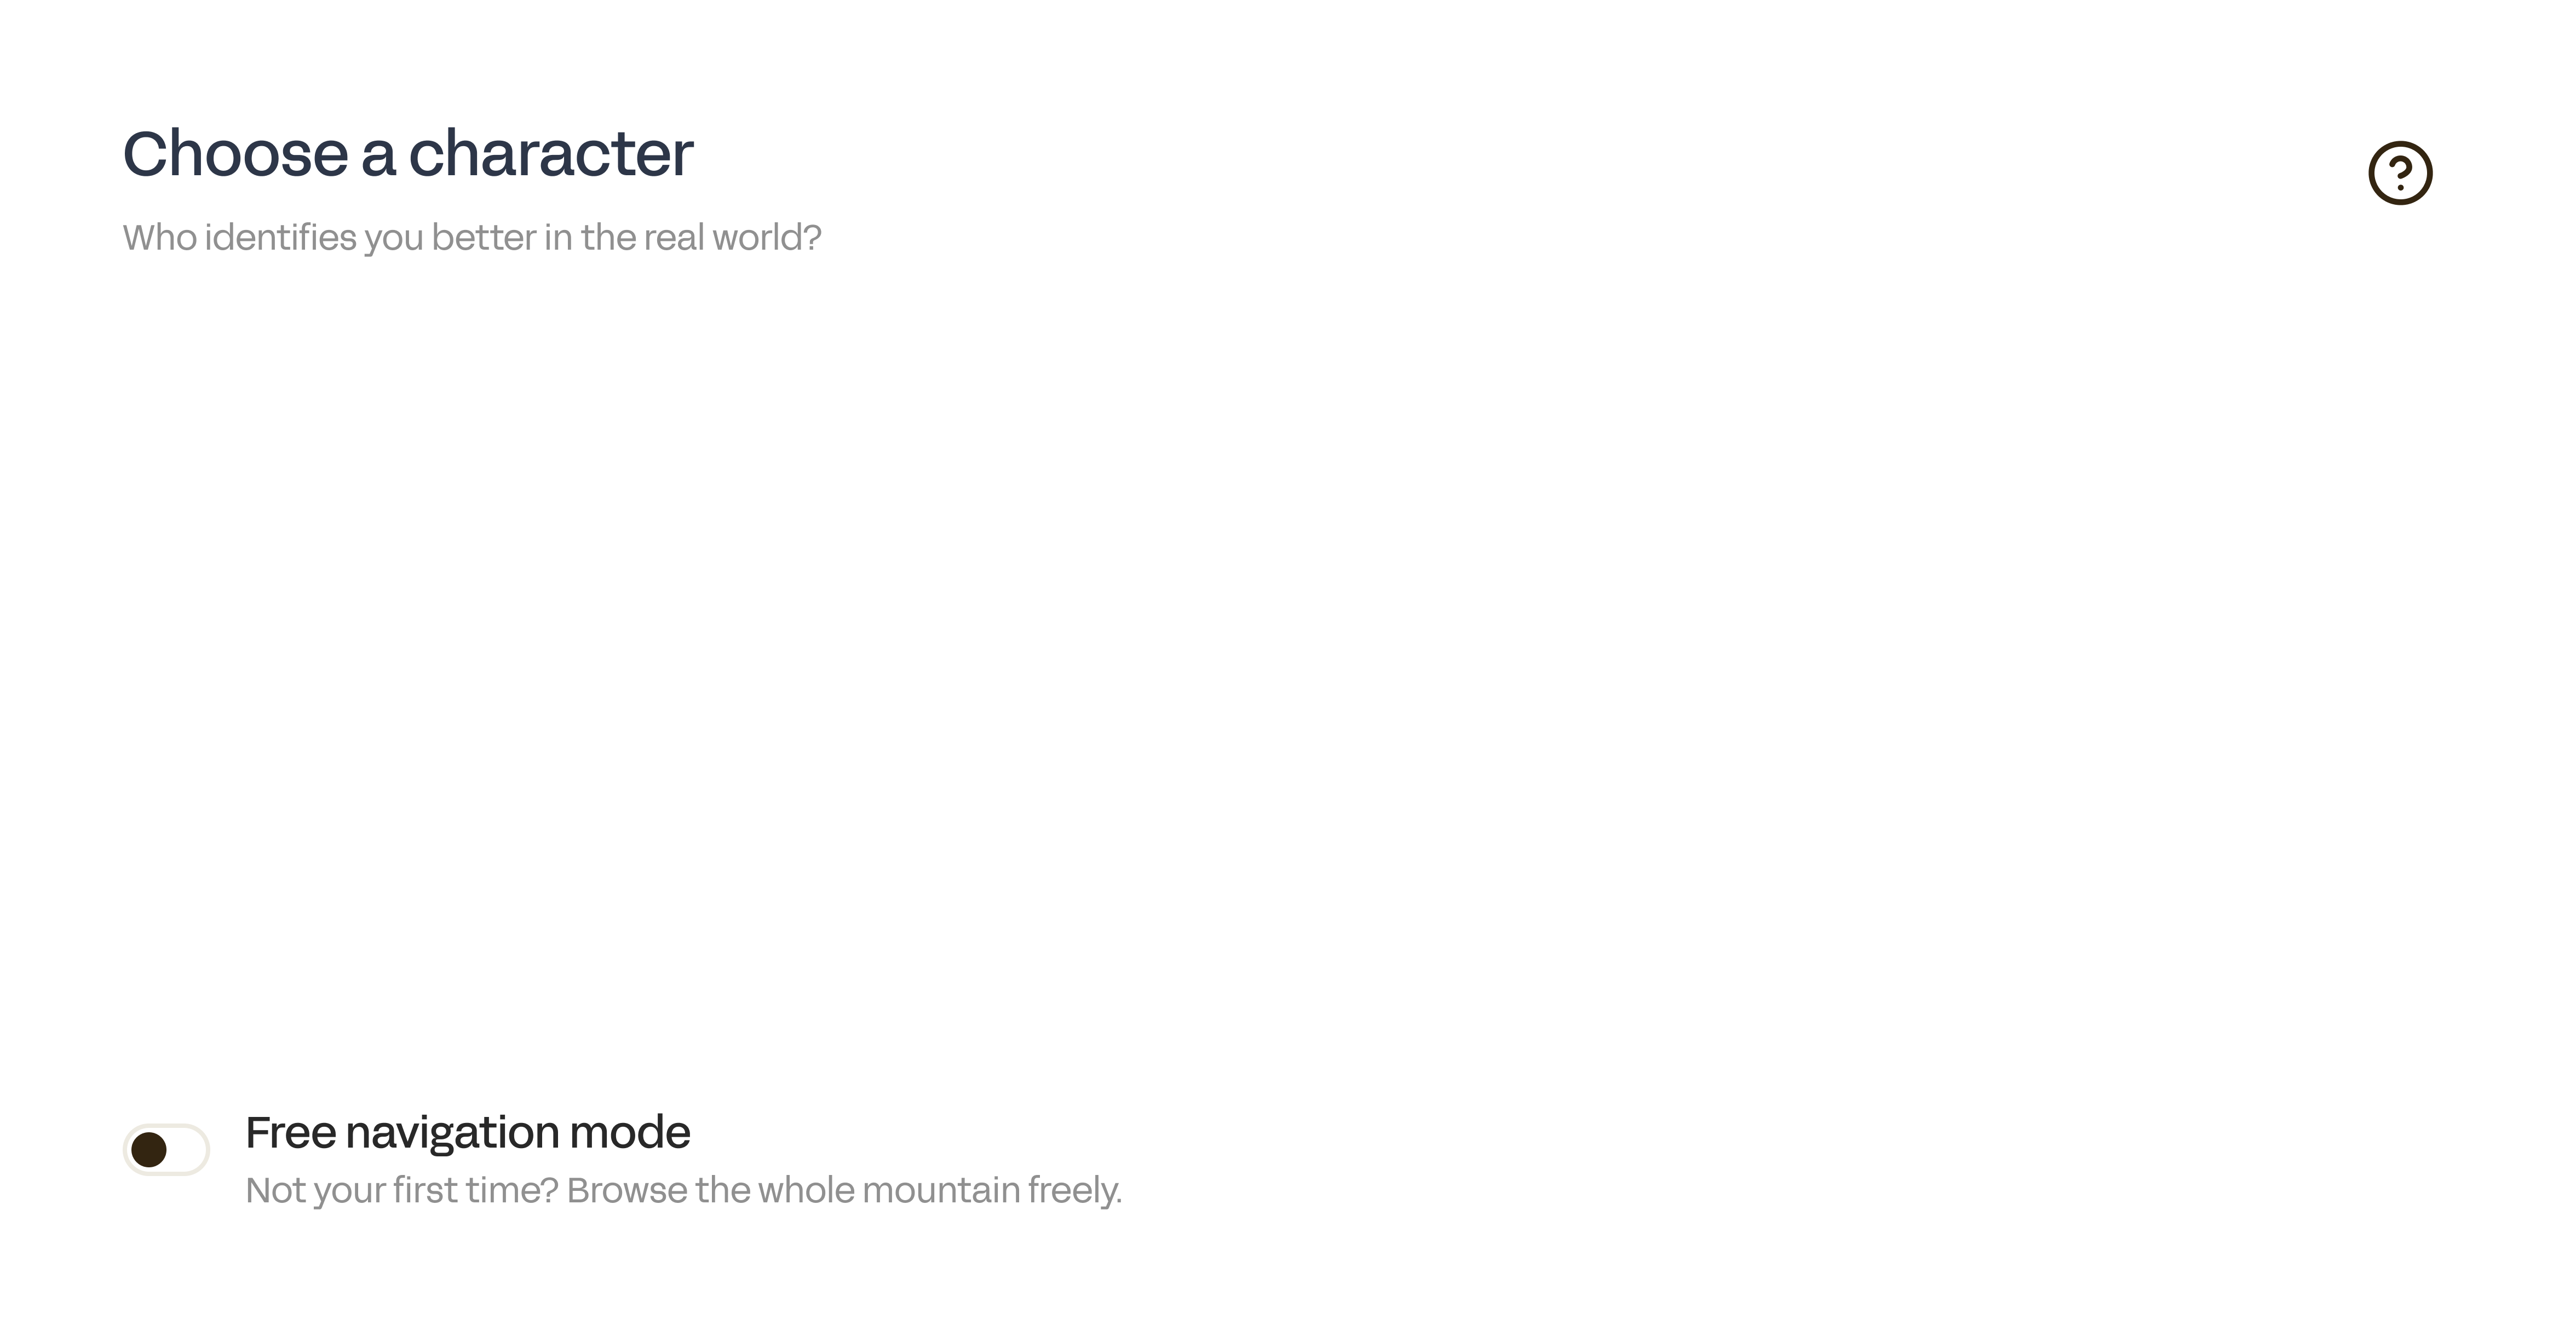 Choose a character
Who identifies you better in the real world?
Free navigation mode
Not your first time? Browse the whole mountain freely.